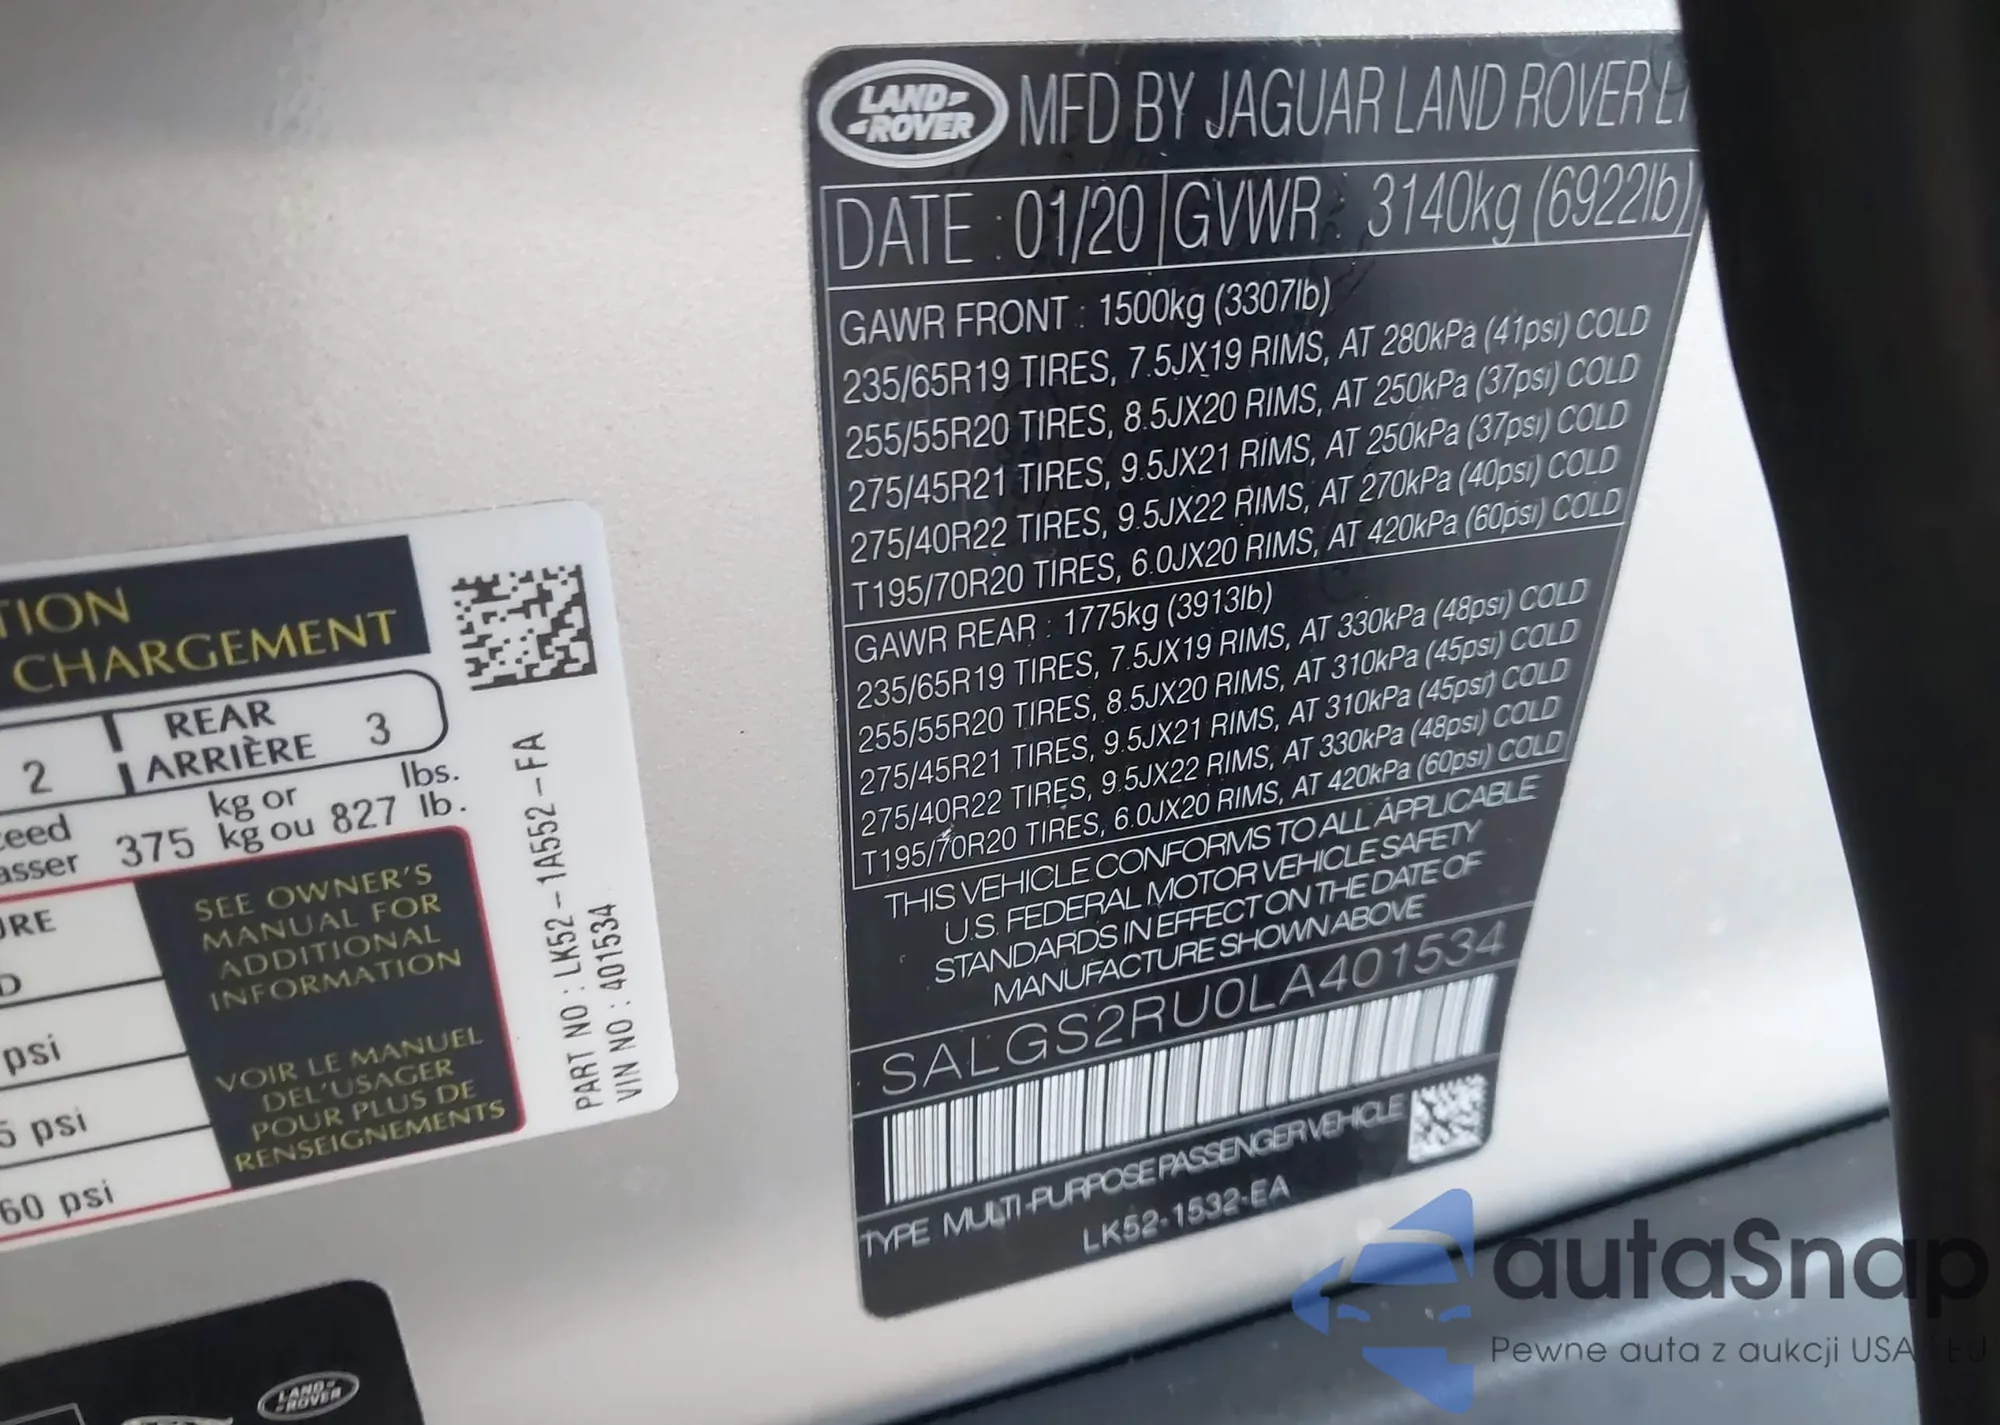 LAND
ROVER
MFD BY JAGUAR LAND ROVER
DATE : 01/20 GVWR : 3140kg (6922lb)
GAWR FRONT : 1500kg (3307lb)
235/65R19 TIRES, 7.5JX19 RIMS, AT 280kPa (41psi) COLD
255/55R20 TIRES, 8.5JX20 RIMS, AT 250kPa (37psi) COLD
275/45R21 TIRES, 9.5JX21 RIMS, AT 250kPa (37psi) COLD
275/40R22 TIRES, 9.5JX22 RIMS, AT 270kPa (40psi) COLD
T195/70R20 TIRES, 6.0JX20 RIMS, AT 420kPa (60psi) COLD
GAWR REAR : 1775kg (3913lb)
235/65R19 TIRES, 7.5JX19 RIMS, AT 330kPa (48psi) COLD
255/55R20 TIRES, 8.5JX20 RIMS, AT 310kPa (45psi) COLD
275/45R21 TIRES, 9.5JX21 RIMS, AT 310kPa (45psi) COLD
275/40R22 TIRES, 9.5JX22 RIMS, AT 330kPa (48psi) COLD
T195/70R20 TIRES, 6.0JX20 RIMS, AT 420kPa (60psi) COLD
THIS VEHICLE CONFORMS TO ALL APPLICABLE
U.S. FEDERAL MOTOR VEHICLE SAFETY
STANDARDS IN EFFECT ON THE DATE OF
MANUFACTURE SHOWN ABOVE
SALGS2RU0LA401534
TYPE MULTI-PURPOSE PASSENGER VEHICLE
LK52-1532-EA
TION
CHARGEMENT
2
REAR
ARRIÈRE 3
eed
asser 375 kg or
kg ou 827 lbs.
lb.
URE
D
psi
5 psi
60 psi
SEE OWNER'S
MANUAL FOR
ADDITIONAL
INFORMATION
VOIR LE MANUEL
DEL'USAGER
POUR PLUS DE
RENSEIGNEMENTS
PART NO : LK52-1A552-FA
VIN NO : 401534
LAND
ROVER
autaSnap
Pewne auta z aukcji USA EU